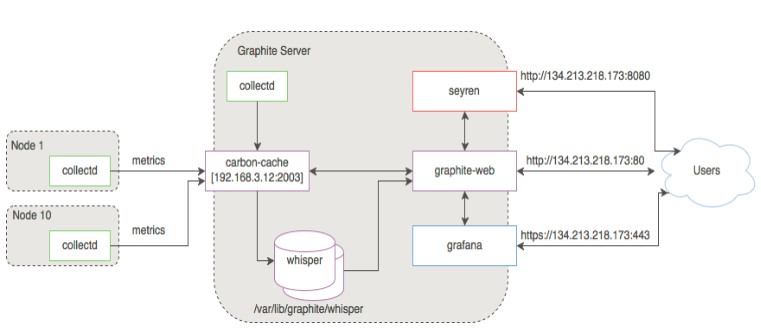 Graphite Server
http://134.213.218.173:8080
collectd
seyren
Node 1
metrics
carbon-cache
[192.168.3.12:2003]
http://134.213.218.173:80
collectd
graphite-web
Users
Node 10
metrics
https://134.213.218.173:443
collectd
whisper
grafana
/var/lib/graphite/whisper